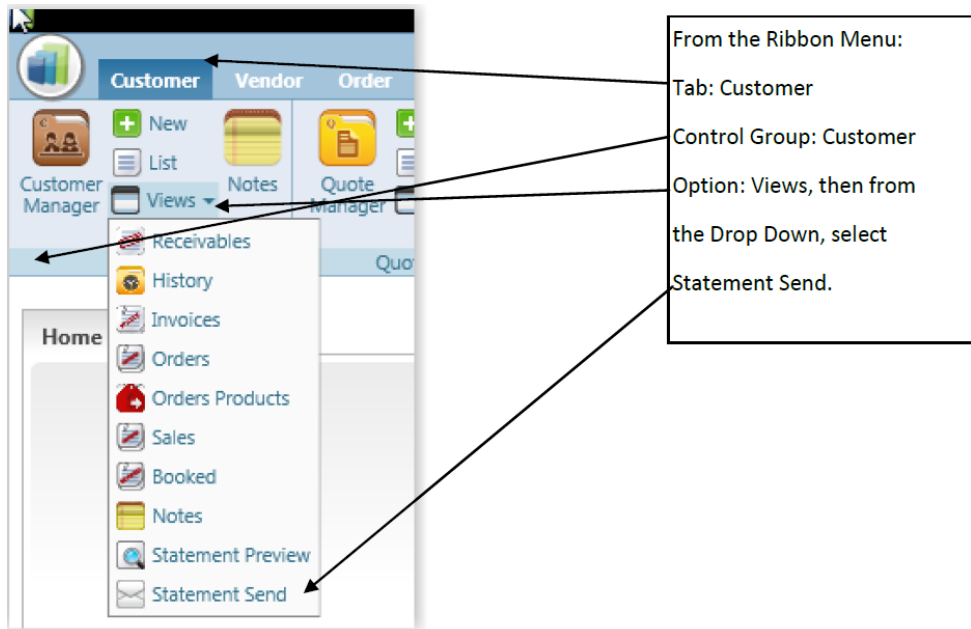 Customer Vendor Order
New
List
Customer
Manager
Views
Notes
Quote
Manager
Receivables
History
Invoices
Orders
Orders Products
Sales
Booked
Notes
Statement Preview
Statement Send
Home
From the Ribbon Menu:
Tab: Customer
Control Group: Customer
Option: Views, then from
the Drop Down, select
Statement Send.